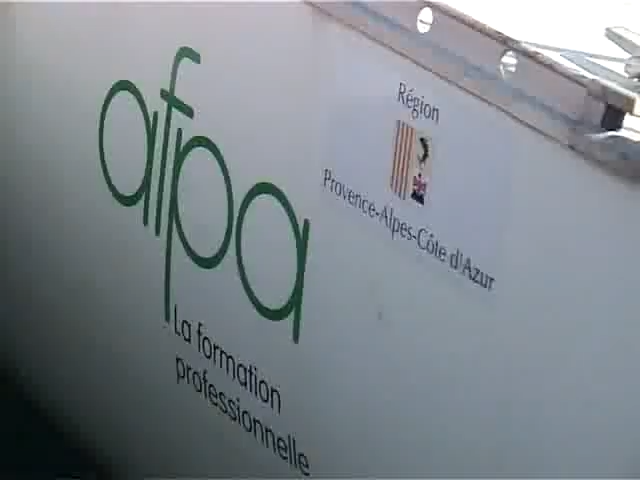 afpa
La formation
professionnelle
Région
Provence-Alpes-Côte d'Azur